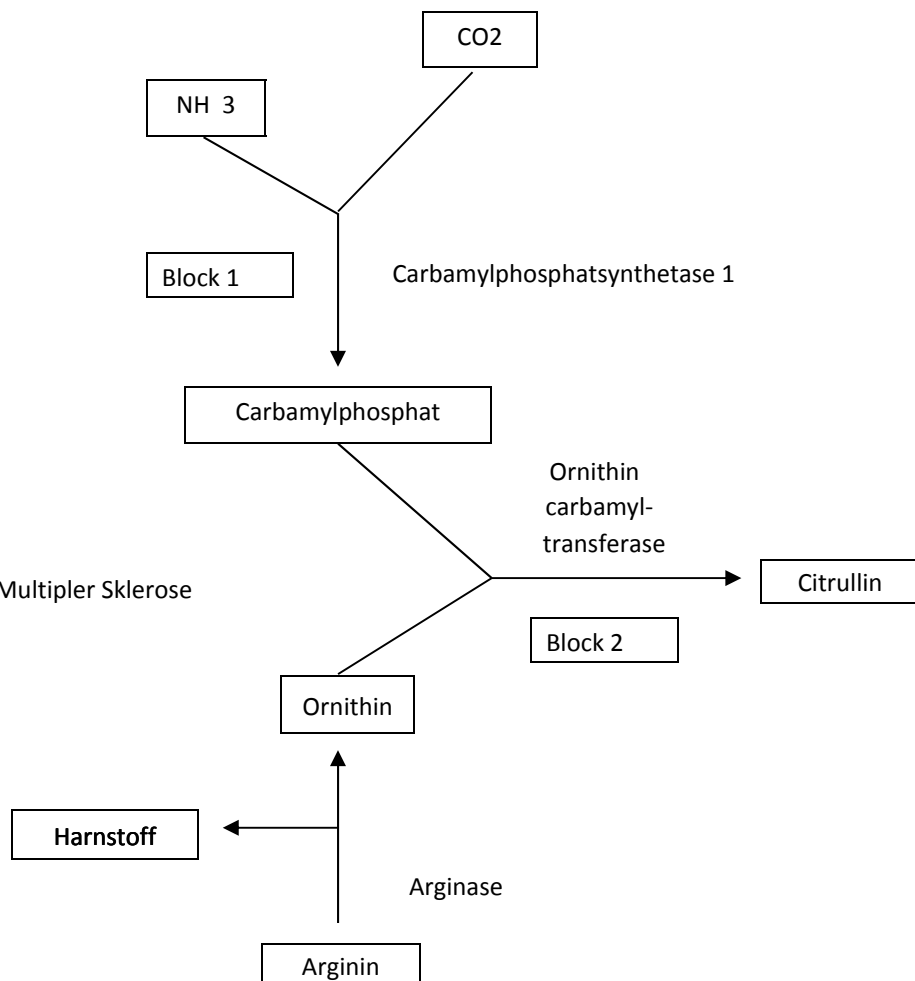 CO2
NH 3
Block 1
Carbamylphosphatsynthetase 1
Carbamylphosphat
Ornithin
carbamyl-
transferase
Multipler Sklerose
Citrullin
Block 2
Ornithin
Harnstoff
Arginase
Arginin